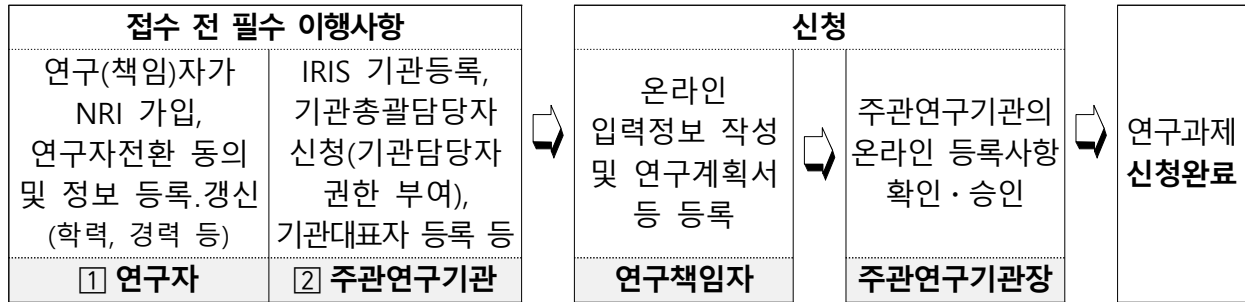 접수 전 필수 이행사항
연구(책임)자가
NRI 가입,
연구자전환 동의
및 정보 등록.갱신
(학력, 경력 등)
1 연구자
IRIS 기관등록,
기관총괄담당자
신청(기관담당자
권한 부여),
기관대표자 등록 등
2 주관연구기관
신청
온라인
입력정보 작성
및 연구계획서
등 등록
연구책임자
주관연구기관의
온라인 등록사항
확인・승인
주관연구기관장
연구과제
신청완료